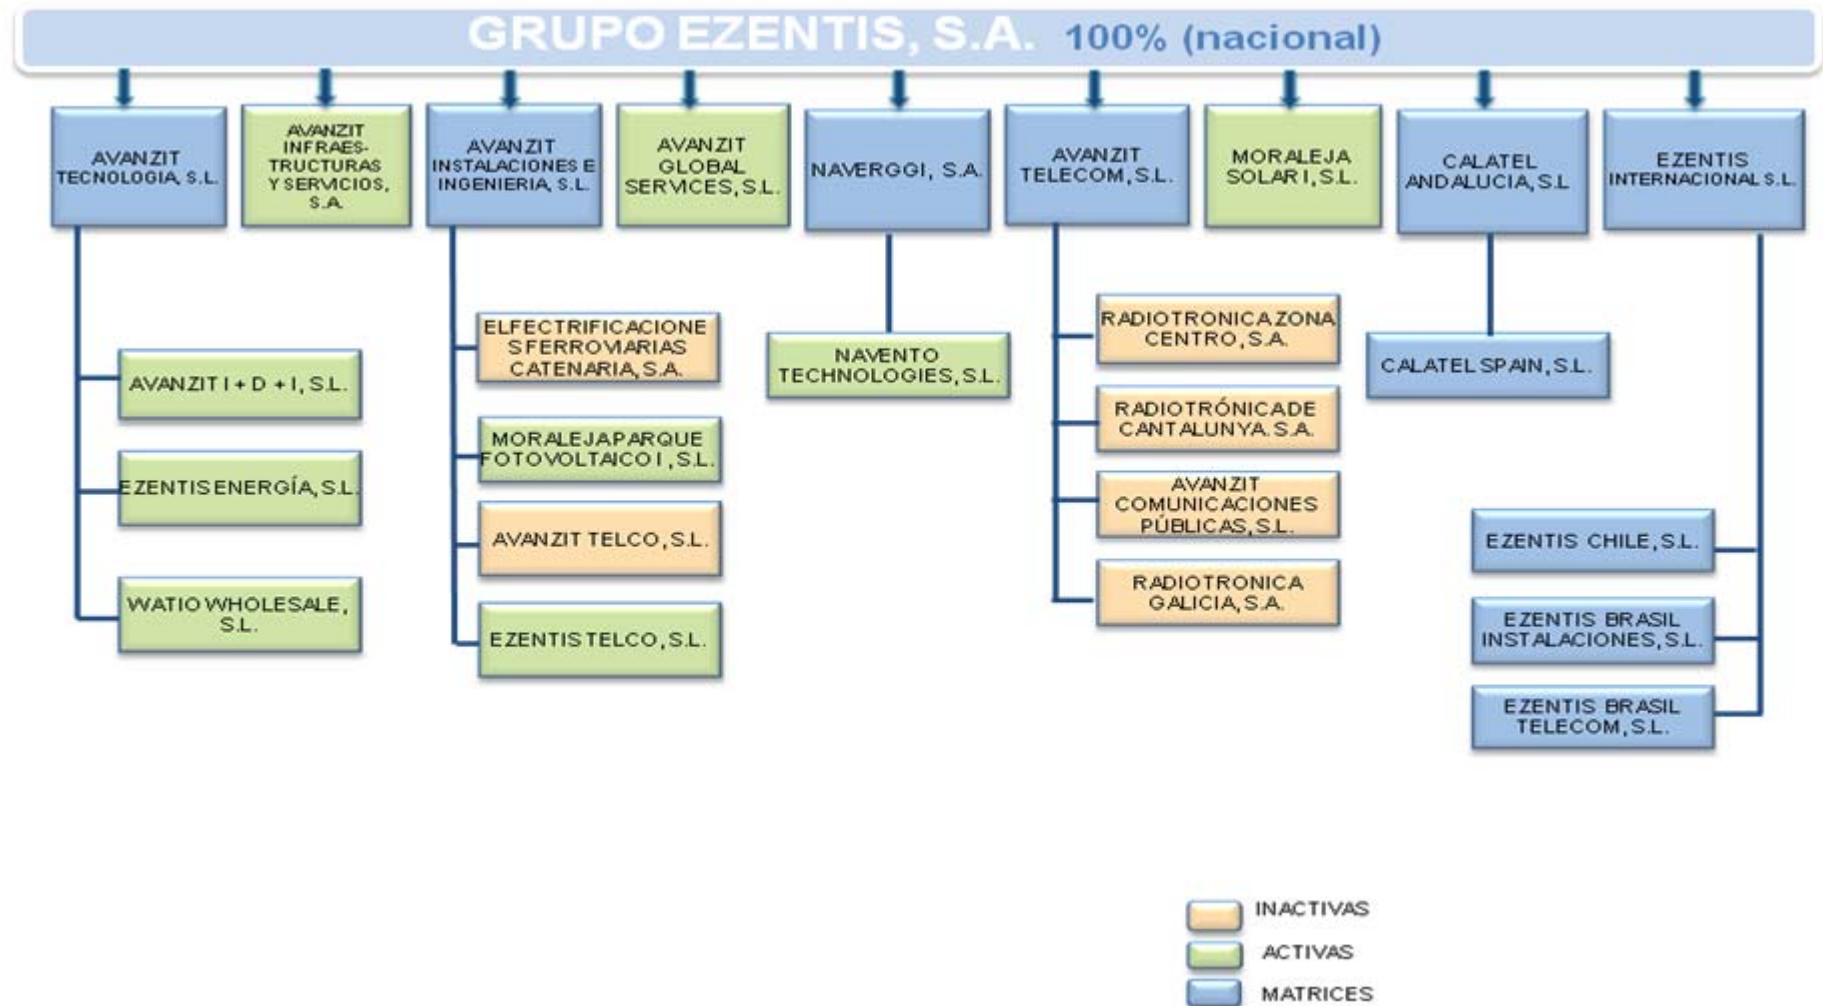 GRUPO EZENTIS, S.A. 100% (nacional)
AVANZIT
TECNOLOGIA, S.L.
AVANZIT
INFRAES-
TRUCTURAS
Y SERVICIOS,
S.A.
AVANZIT
INSTALACIONES E
INGENIERIA, S.L.
AVANZIT
GLOBAL
SERVICES, S.L.
NAVERGGI, S.A.
AVANZIT
TELECOM, S.L.
MORALEJA
SOLAR I, S.L.
CALATEL
ANDALUCIA, S.L
EZENTIS
INTERNACIONAL S.L.
AVANZIT I + D + I, S.L.
EZENTIS ENERGÍA, S.L.
WATIO WHOLESALE,
S.L.
ELFECTRIFICACIONE
S FERROVIARIAS
CATENARIA, S.A.
MORALEJA PARQUE
FOTOVOLTAICO I , S.L.
AVANZIT TELCO, S.L.
EZENTIS TELCO, S.L.
NAVENTO
TECHNOLOGIES, S.L.
RADIOTRONICA ZONA
CENTRO, S.A.
RADIOTRÓNICA DE
CANTALUNYA. S.A.
AVANZIT
COMUNICACIONES
PÚBLICAS, S.L.
RADIOTRONICA
GALICIA, S.A.
CALATEL SPAIN, S.L.
EZENTIS CHILE, S.L.
EZENTIS BRASIL
INSTALACIONES, S.L.
EZENTIS BRASIL
TELECOM, S.L.
INACTIVAS
ACTIVAS
MATRICES